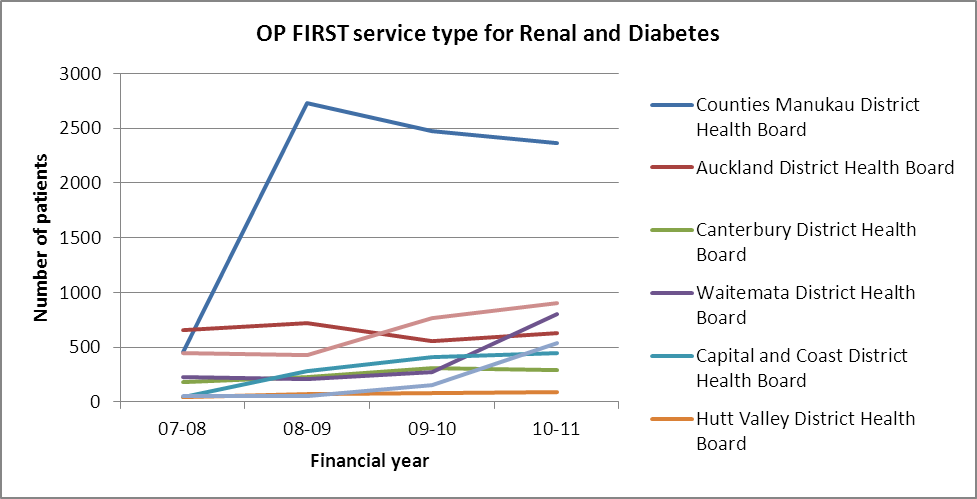 OP FIRST service type for Renal and Diabetes
Number of patients
3000
2500
2000
1500
1000
500
0
07-08
08-09
09-10
10-11
Financial year
Counties Manukau District
Health Board
Auckland District Health Board
Canterbury District Health
Board
Waitemata District Health
Board
Capital and Coast District
Health Board
Hutt Valley District Health
Board